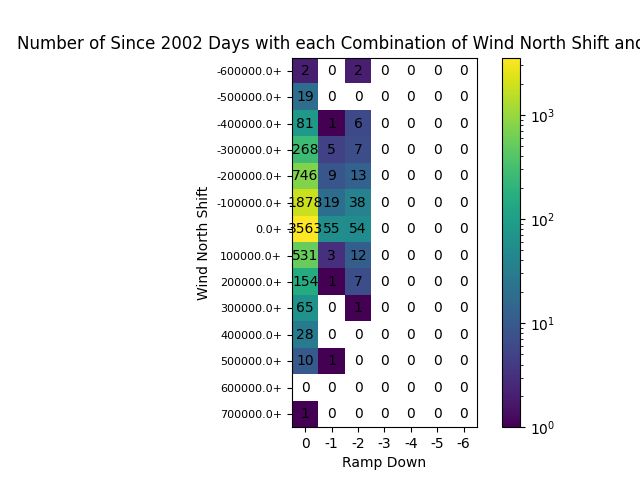 Number of Since 2002 Days with each Combination of Wind North Shift and
Wind North Shift
-600000.0+ 2 0 2 0 0 0 0
-500000.0+ 19 0 0 0 0 0 0
-400000.0+ 81 1 6 0 0 0 0
-300000.0+ 268 5 7 0 0 0 0
-200000.0+ 746 9 13 0 0 0 0
-100000.0+ 1878 19 38 0 0 0 0
0.0+ 3563 55 54 0 0 0 0
100000.0+ 531 3 12 0 0 0 0
200000.0+ 154 1 7 0 0 0 0
300000.0+ 65 0 1 0 0 0 0
400000.0+ 28 0 0 0 0 0 0
500000.0+ 10 1 0 0 0 0 0
600000.0+ 0 0 0 0 0 0 0
700000.0+ 1 0 0 0 0 0 0
0 -1 -2 -3 -4 -5 -6
Ramp Down
10³
10²
10¹
10⁰